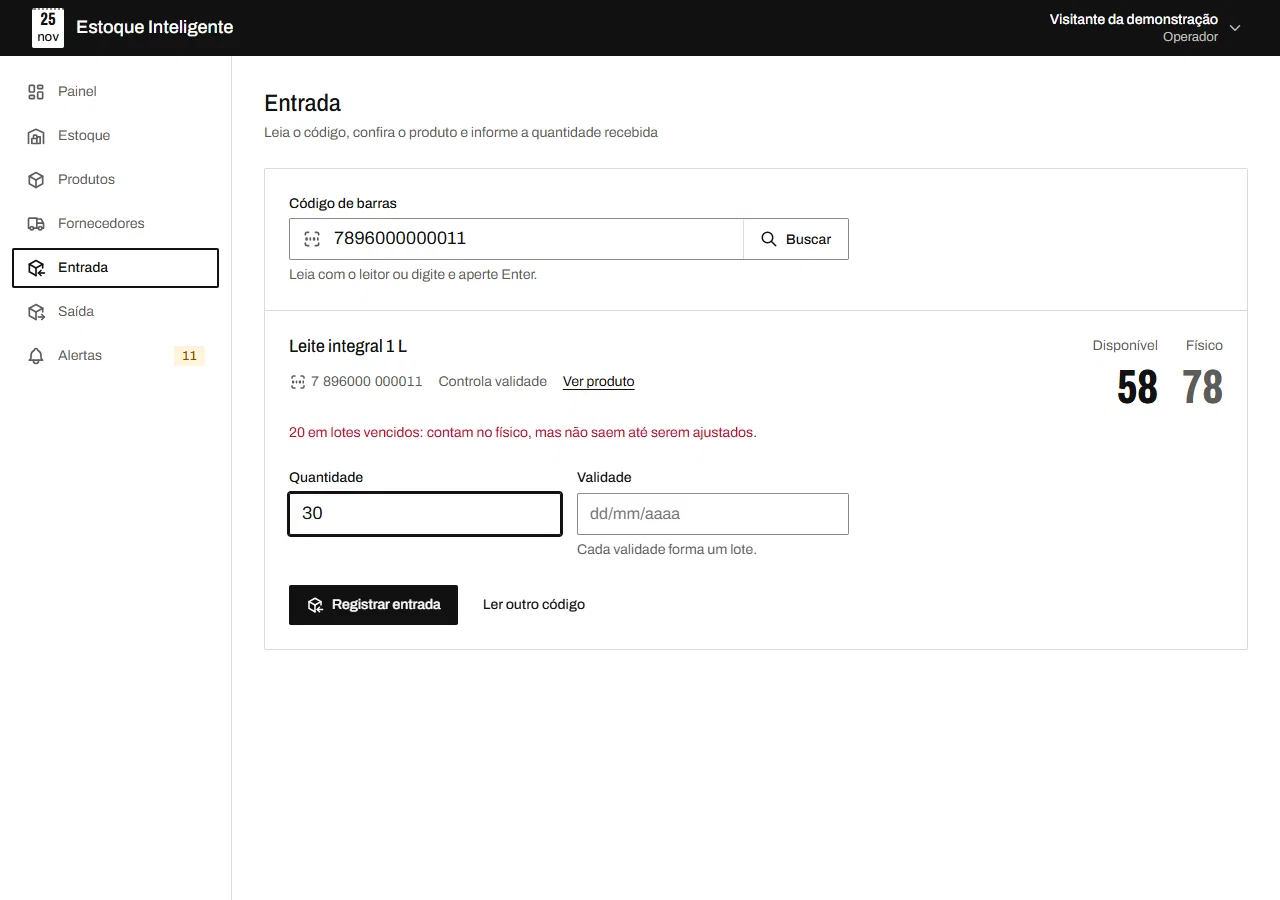 25
nov
Estoque Inteligente
Visitante da demonstração
Operador
Painel
Estoque
Produtos
Fornecedores
Entrada
Saída
Alertas
11
Entrada
Leia o código, confira o produto e informe a quantidade recebida
Código de barras
7896000000011
Buscar
Leia com o leitor ou digite e aperte Enter.
Leite integral 1 L
7 896000 000011 Controla validade Ver produto
Disponível Físico
58 78
20 em lotes vencidos: contam no físico, mas não saem até serem ajustados.
Quantidade Validade
30 dd/mm/aaaa
Cada validade forma um lote.
Registrar entrada Ler outro código